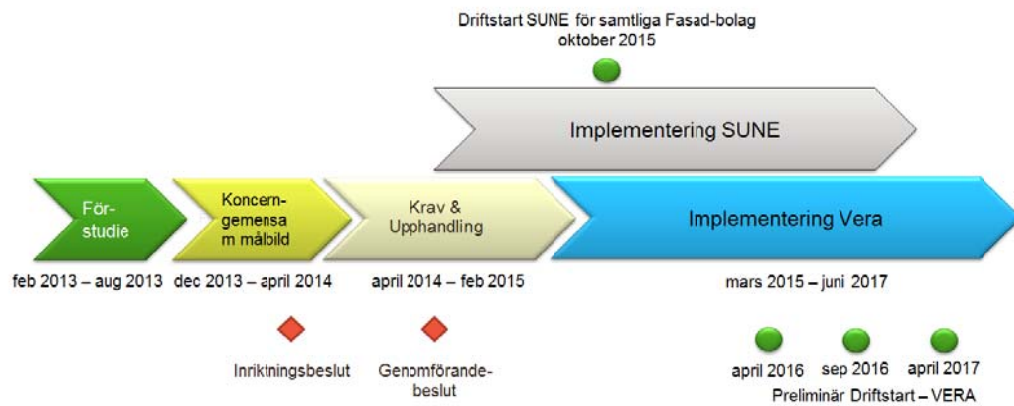 Driftstart SUNE för samtliga Fasad-bolag
oktober 2015
Implementering SUNE
För-
studie
Koncern-
gemensa
m målbild
Krav &
Upphandling
Implementering Vera
feb 2013 – aug 2013
dec 2013 – april 2014
april 2014 – feb 2015
mars 2015 – juni 2017
Inriktningsbeslut
Genomförande-
beslut
april 2016
sep 2016
april 2017
Preliminär Driftstart – VERA